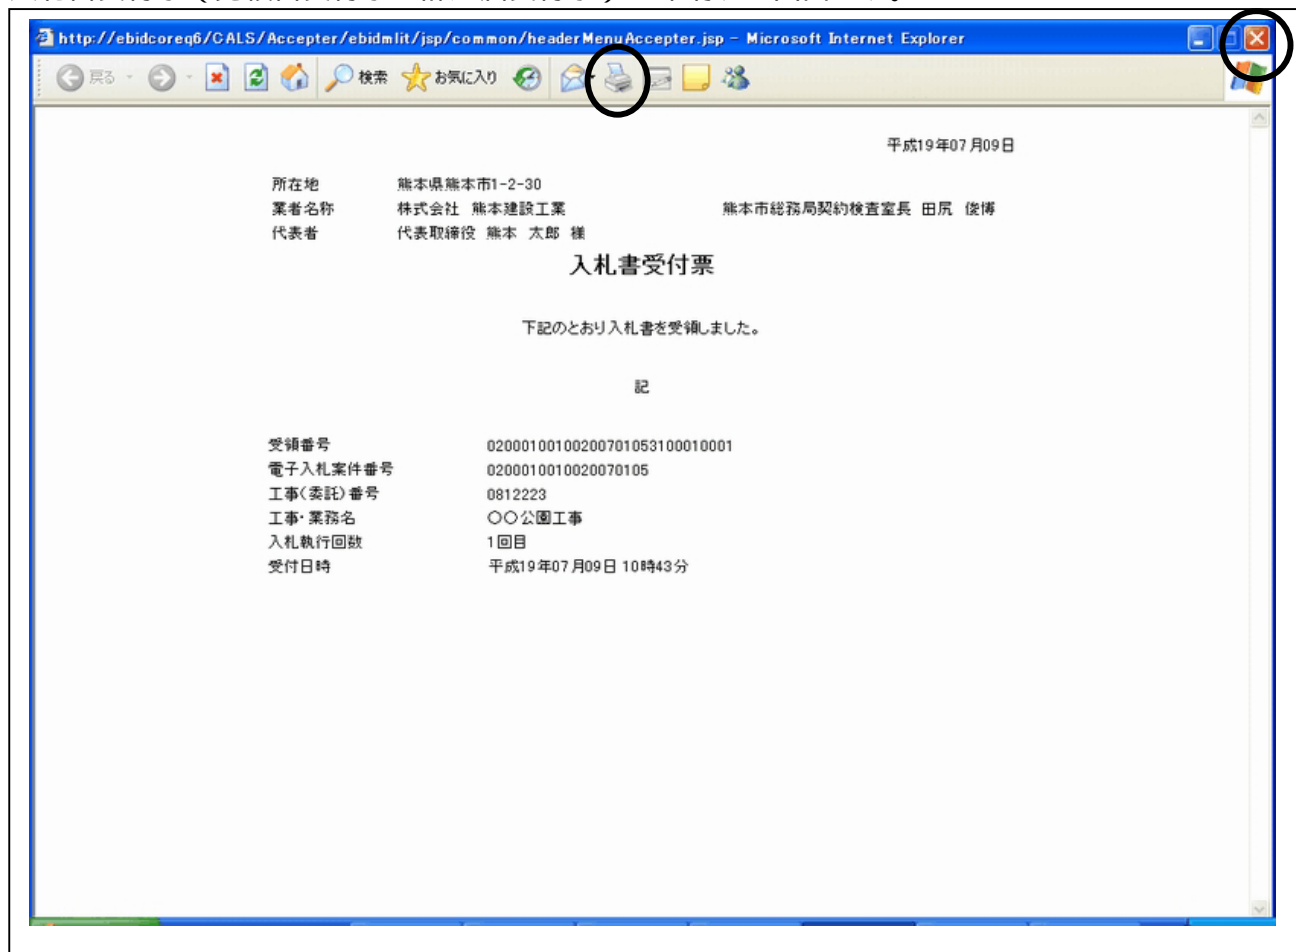 http://ebidcoreq6/CALS/Accepter/ebidmlit/jsp/common/headerMenuAccepter.jsp - Microsoft Internet Explorer
戻る 検索 お気に入り
平成19年07月09日
所在地 熊本県熊本市1-2-30
業者名称 株式会社 熊本建設工業 熊本市総務局契約検査室長 田尻 俊博
代表者 代表取締役 熊本 太郎 様
入札書受付票
下記のとおり入札書を受領しました。
記
受領番号 02000100100200701053100010001
電子入札案件番号 0200010010020070105
工事(委託)番号 0812223
工事・業務名 〇〇公園工事
入札執行回数 1回目
受付日時 平成19年07月09日 10時43分